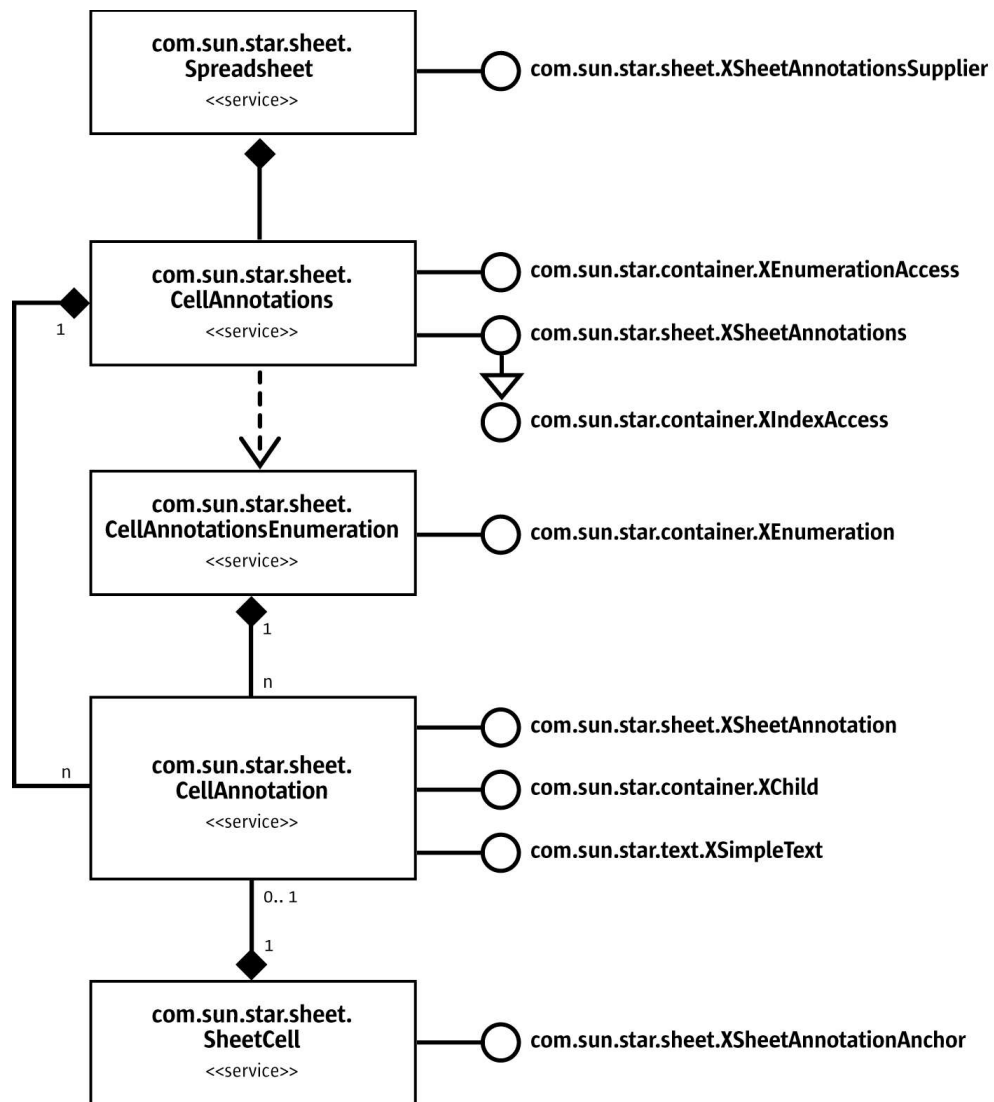 com.sun.star.sheet.
Spreadsheet
<<service>>
com.sun.star.sheet.XSheetAnnotationsSupplier
com.sun.star.sheet.
CellAnnotations
<<service>>
com.sun.star.container.XEnumerationAccess
com.sun.star.sheet.XSheetAnnotations
1
com.sun.star.container.XIndexAccess
com.sun.star.sheet.
CellAnnotationsEnumeration
<<service>>
com.sun.star.container.XEnumeration
1
n
com.sun.star.sheet.
CellAnnotation
<<service>>
com.sun.star.sheet.XSheetAnnotation
com.sun.star.container.XChild
com.sun.star.text.XSimpleText
n
0.. 1
1
com.sun.star.sheet.
SheetCell
<<service>>
com.sun.star.sheet.XSheetAnnotationAnchor